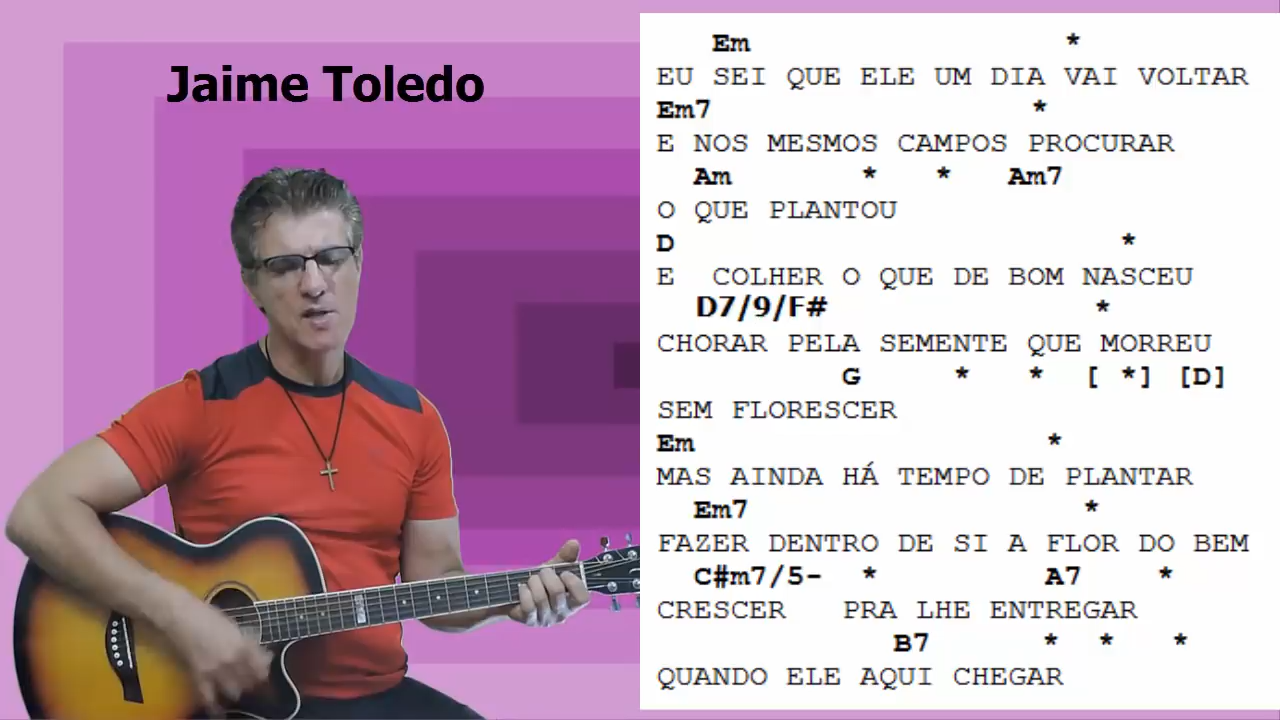 Jaime Toledo
Em *
EU SEI QUE ELE UM DIA VAI VOLTAR
Em7 *
E NOS MESMOS CAMPOS PROCURAR
Am * * Am7
O QUE PLANTOU
D *
E COLHER O QUE DE BOM NASCEU
D7/9/F# *
CHORAR PELA SEMENTE QUE MORREU
G * * [ *] [D]
SEM FLORESCER
Em *
MAS AINDA HÁ TEMPO DE PLANTAR
Em7 *
FAZER DENTRO DE SI A FLOR DO BEM
C#m7/5- * A7 *
CRESCER PRA LHE ENTREGAR
B7 * * *
QUANDO ELE AQUI CHEGAR